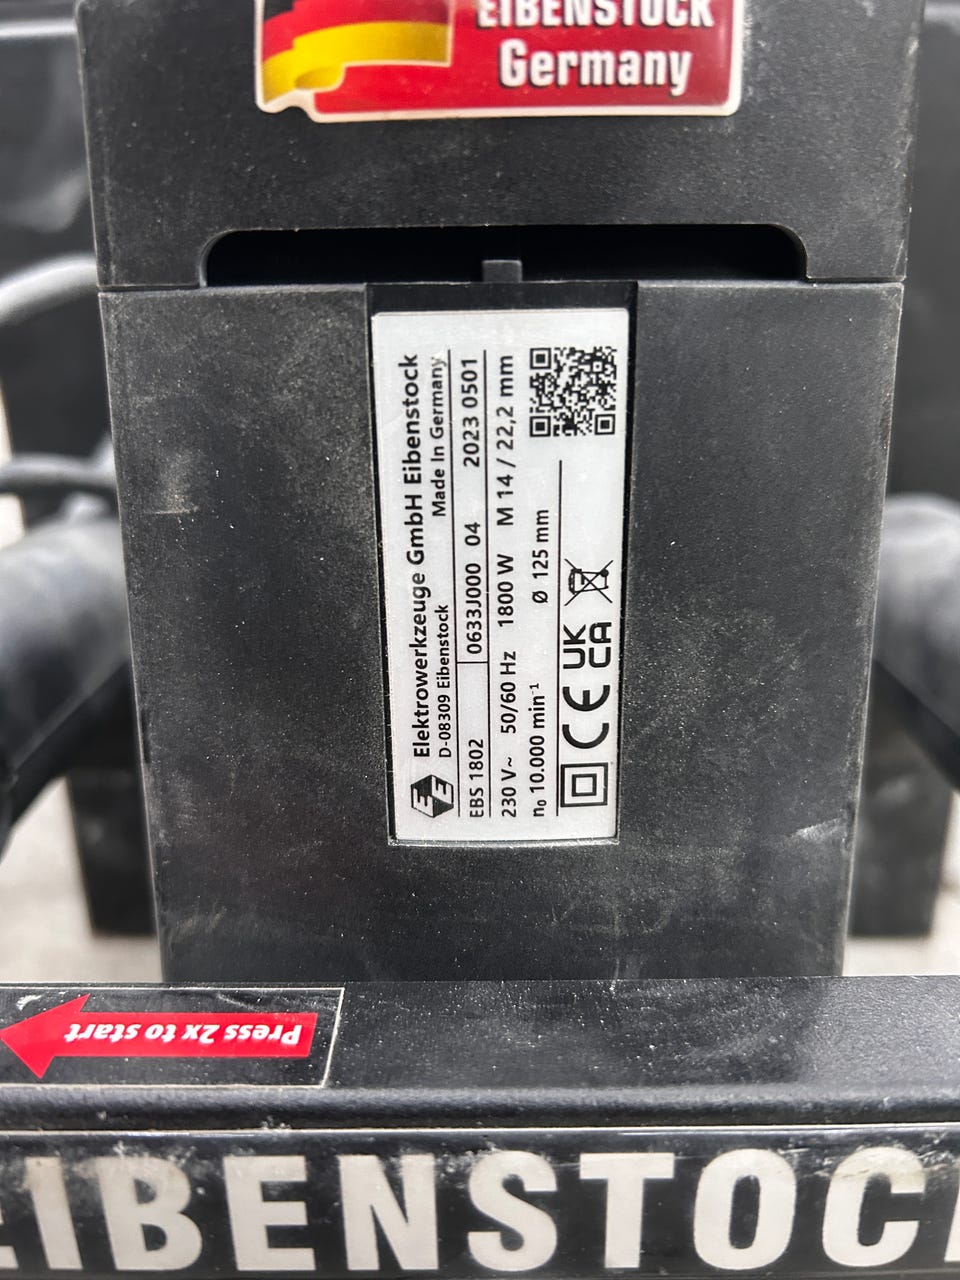 EIBENSTOCK
Germany
Elektrowerkzeuge GmbH Eibenstock
D-08309 Eibenstock Made In Germany
EBS 1802 0633J000 04 2023 0501
230 V~ 50/60 Hz 1800 W M 14 / 22,2 mm
n₀ 10.000 min⁻¹ Ø 125 mm
CE UK CA
Press 2x to start
EIBENSTOCK